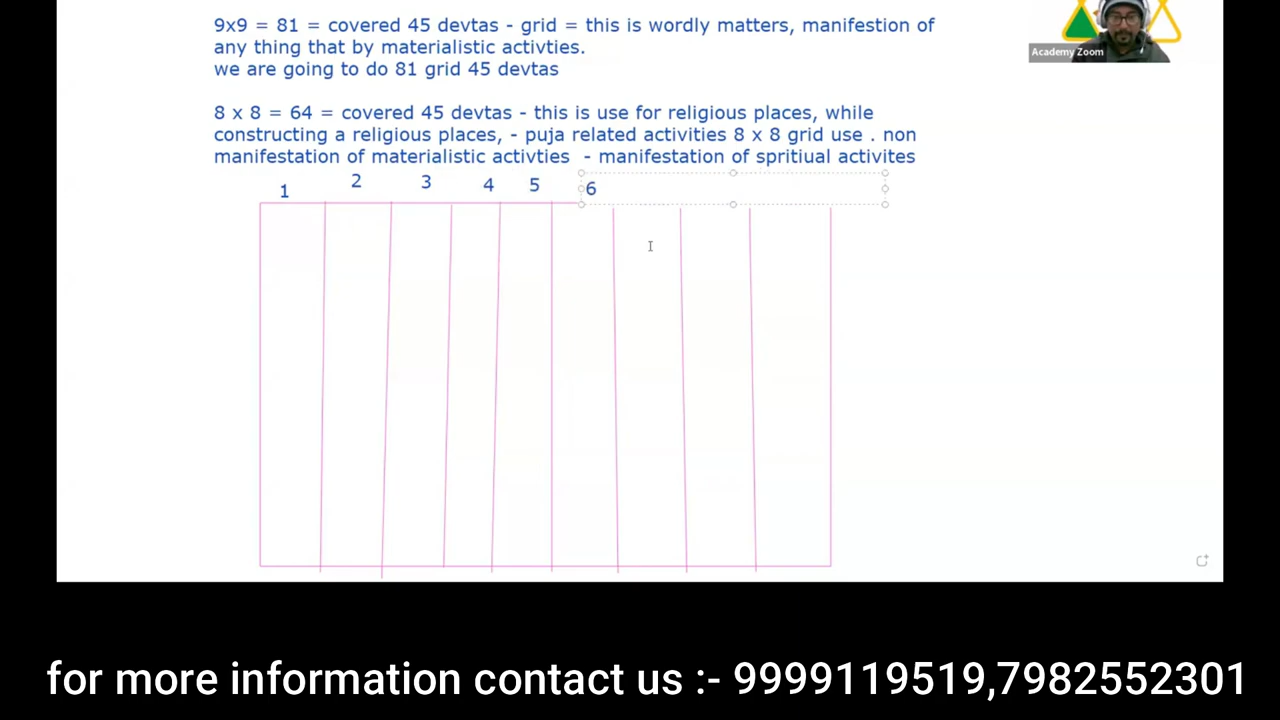 9x9 = 81 = covered 45 devtas - grid = this is wordly matters, manifestion of
any thing that by materialistic activties.
we are going to do 81 grid 45 devtas
8 x 8 = 64 = covered 45 devtas - this is use for religious places, while
constructing a religious places, - puja related activities 8 x 8 grid use . non
manifestation of materialistic activties - manifestation of spritiual activites
1 2 3 4 5 6
Academy Zoom
for more information contact us :- 9999119519,7982552301